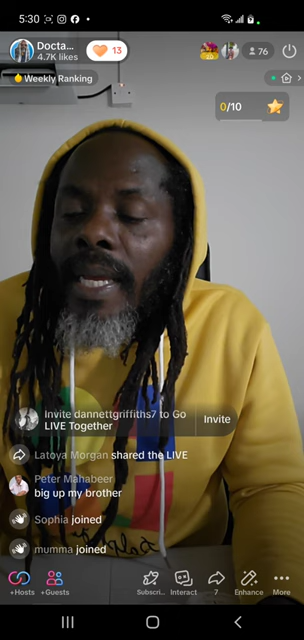 5:30
Docta...
4.7K likes
13
20
76
Weekly Ranking
0/10
Invite dannettgriffiths7 to Go
LIVE Together
Invite
Latoya Morgan shared the LIVE
Peter Mahabeer
big up my brother
Sophia joined
mumma joined
+Hosts
+Guests
Subscri...
Interact
7
Enhance
More